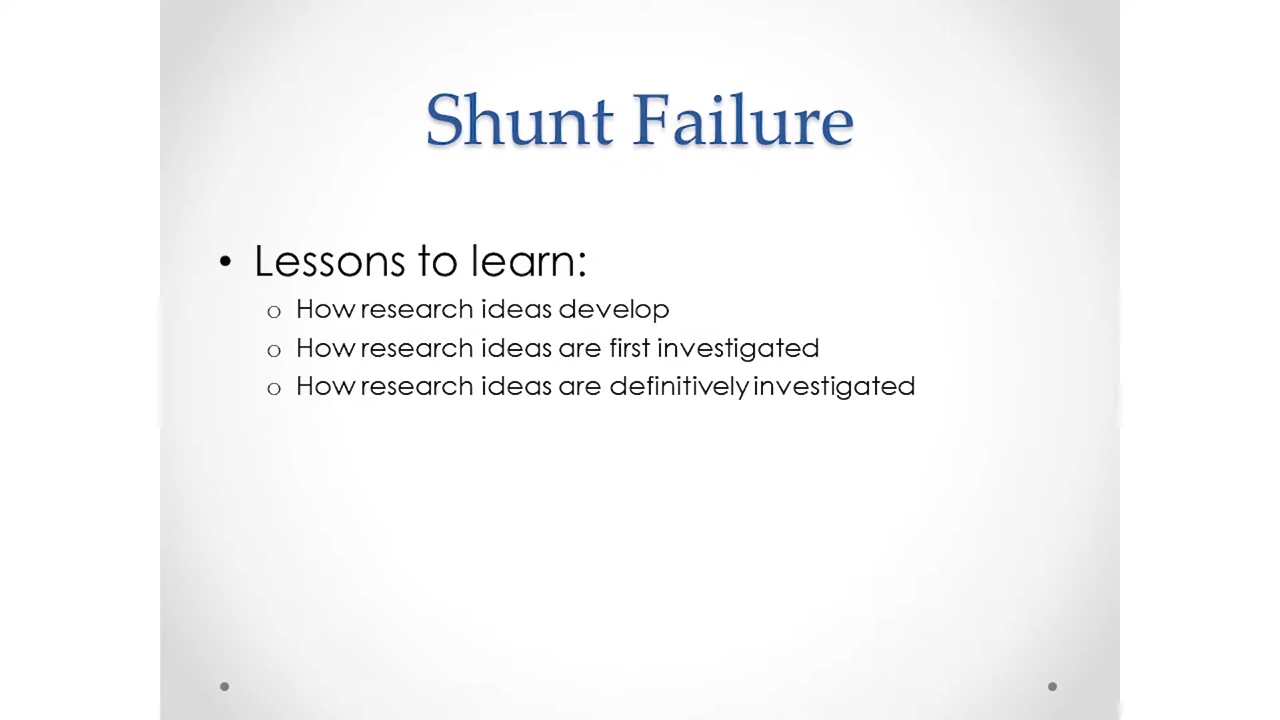 Shunt Failure
• Lessons to learn:
o How research ideas develop
o How research ideas are first investigated
o How research ideas are definitively investigated